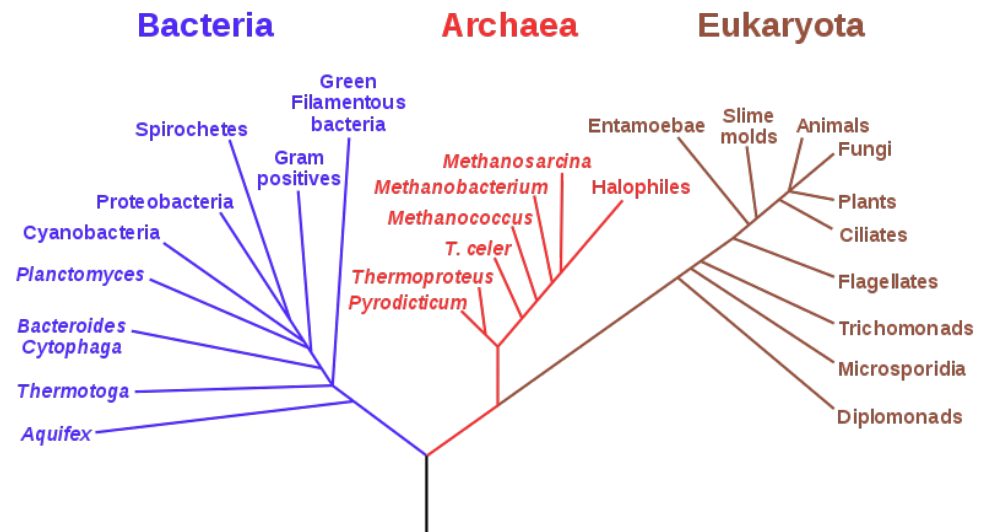 Bacteria
Archaea
Eukaryota
Green
Filamentous
bacteria
Spirochetes
Gram
positives
Proteobacteria
Cyanobacteria
Planctomyces
Bacteroides
Cytophaga
Thermotoga
Aquifex
Methanosarcina
Methanobacterium
Halophiles
Methanococcus
T. celer
Thermoproteus
Pyrodicticum
Entamoebae
Slime
molds
Animals
Fungi
Plants
Ciliates
Flagellates
Trichomonads
Microsporidia
Diplomonads